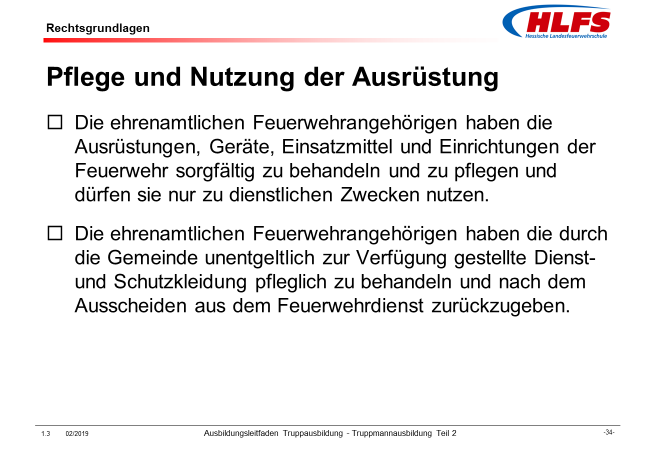 Rechtsgrundlagen
HLFS
Hessische Landesfeuerwehrschule
Pflege und Nutzung der Ausrüstung
Die ehrenamtlichen Feuerwehrangehörigen haben die
Ausrüstungen, Geräte, Einsatzmittel und Einrichtungen der
Feuerwehr sorgfältig zu behandeln und zu pflegen und
dürfen sie nur zu dienstlichen Zwecken nutzen.
Die ehrenamtlichen Feuerwehrangehörigen haben die durch
die Gemeinde unentgeltlich zur Verfügung gestellte Dienst-
und Schutzkleidung pfleglich zu behandeln und nach dem
Ausscheiden aus dem Feuerwehrdienst zurückzugeben.
1.3 02/2019 Ausbildungsleitfaden Truppausbildung - Truppmannausbildung Teil 2 -34-